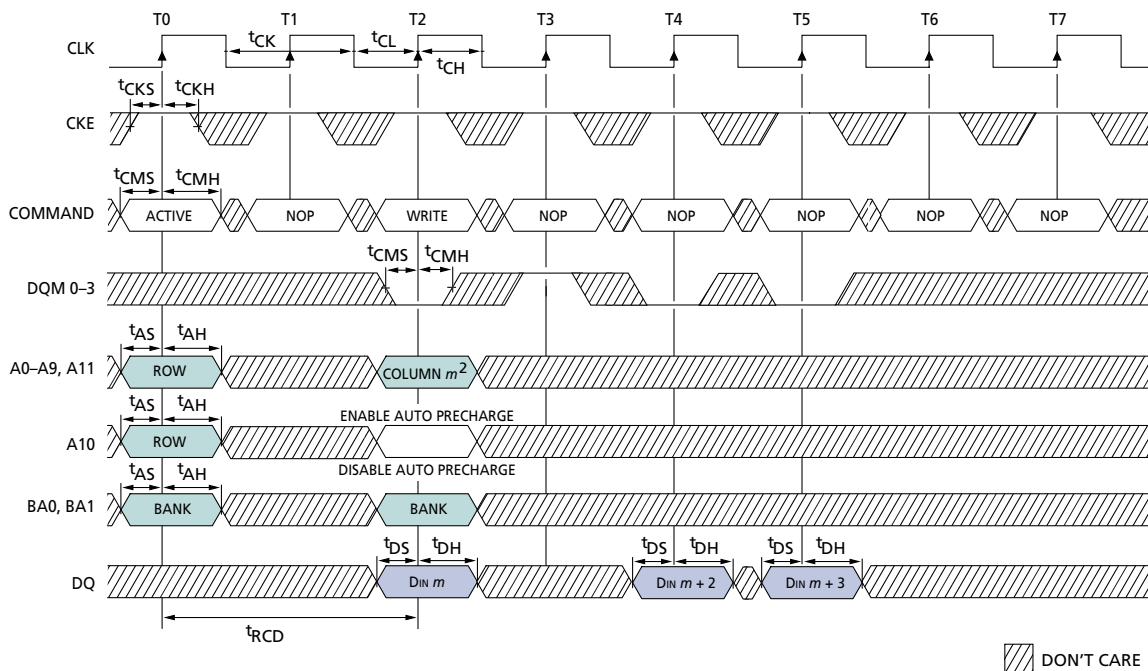 T0 T1 T2 T3 T4 T5 T6 T7
CLK
tCK tCL
tCH
tCKS tCKH
CKE
tCMS tCMH
COMMAND ACTIVE NOP WRITE NOP NOP NOP NOP NOP
tCMS tCMH
DQM 0–3
tAS tAH
A0–A9, A11 ROW COLUMN m2
tAS tAH ENABLE AUTO PRECHARGE
A10 ROW
tAS tAH DISABLE AUTO PRECHARGE
BA0, BA1 BANK BANK
tDS tDH tDS tDH tDS tDH
DQ DIN m DIN m + 2 DIN m + 3
tRCD
DON'T CARE